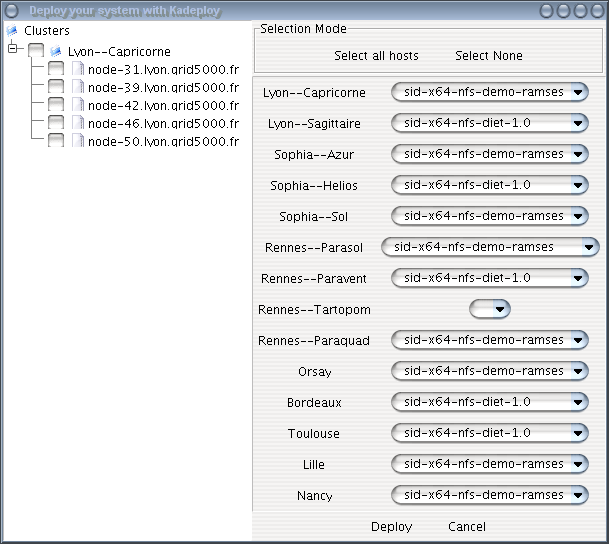 Deploy your system with Kadeploy
Clusters
Lyon--Capricorne
node-31.lyon.grid5000.fr
node-39.lyon.grid5000.fr
node-42.lyon.grid5000.fr
node-46.lyon.grid5000.fr
node-50.lyon.grid5000.fr
Selection Mode
Select all hosts Select None
Lyon--Capricorne sid-x64-nfs-demo-ramses
Lyon--Sagittaire sid-x64-nfs-diet-1.0
Sophia--Azur sid-x64-nfs-demo-ramses
Sophia--Helios sid-x64-nfs-diet-1.0
Sophia--Sol sid-x64-nfs-demo-ramses
Rennes--Parasol sid-x64-nfs-demo-ramses
Rennes--Paravent sid-x64-nfs-diet-1.0
Rennes--Tartopom
Rennes--Paraquad sid-x64-nfs-demo-ramses
Orsay sid-x64-nfs-demo-ramses
Bordeaux sid-x64-nfs-diet-1.0
Toulouse sid-x64-nfs-diet-1.0
Lille sid-x64-nfs-demo-ramses
Nancy sid-x64-nfs-demo-ramses
Deploy Cancel